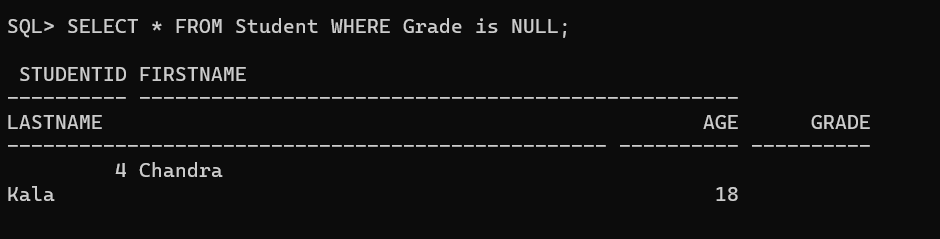 SQL> SELECT * FROM Student WHERE Grade is NULL;
 STUDENTID FIRSTNAME
---------- --------------------------------------------------
LASTNAME                                                  AGE      GRADE
-------------------------------------------------- ---------- ----------
         4 Chandra
Kala                                                       18